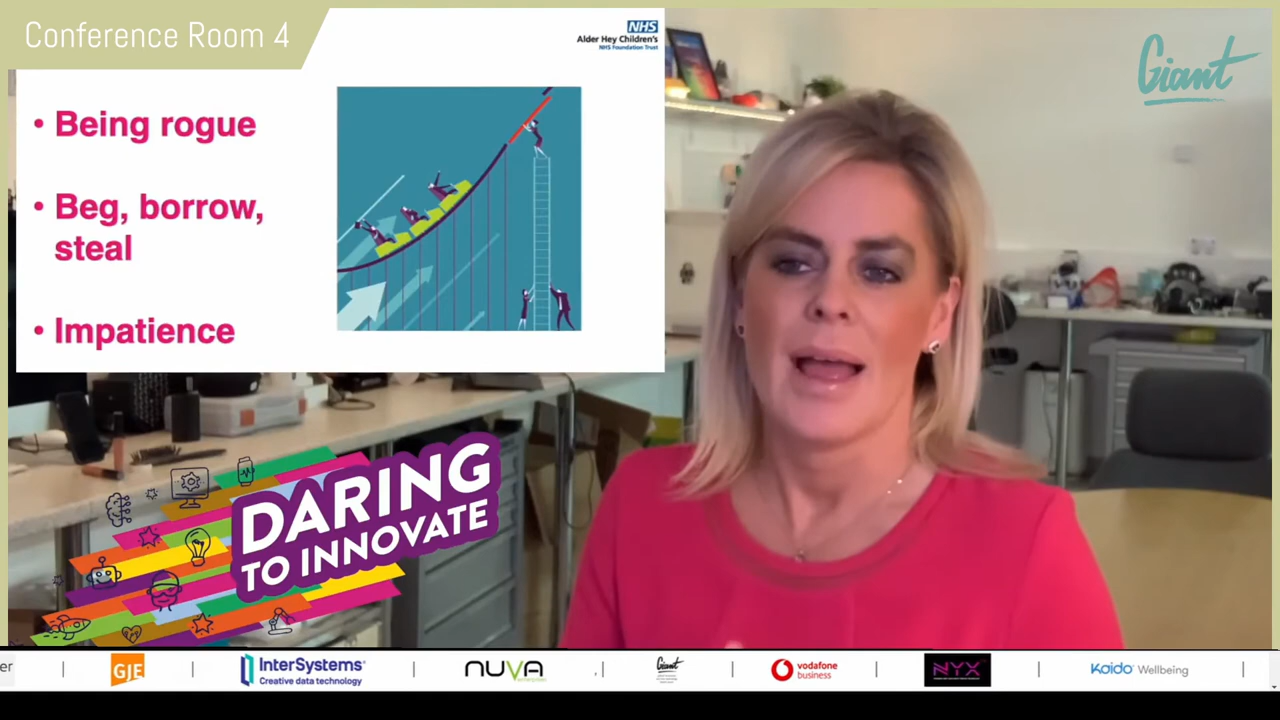 Conference Room 4
NHS
Alder Hey Children's
NHS Foundation Trust
Giant
• Being rogue
• Beg, borrow,
steal
• Impatience
DARING
TO INNOVATE
er
GJE
InterSystems®
Creative data technology
nuva
Giant
vodafone
business
NYX
Kaido Wellbeing